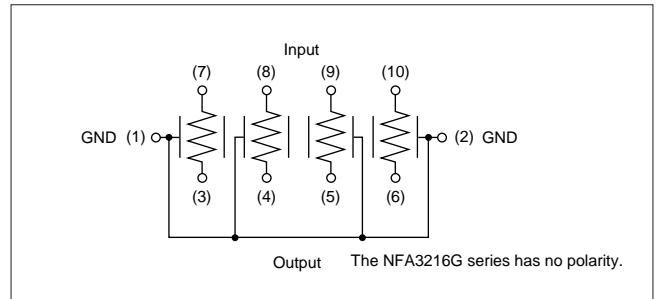 Input
(7) (8) (9) (10)
GND (1) (2) GND
(3) (4) (5) (6)
Output The NFA3216G series has no polarity.